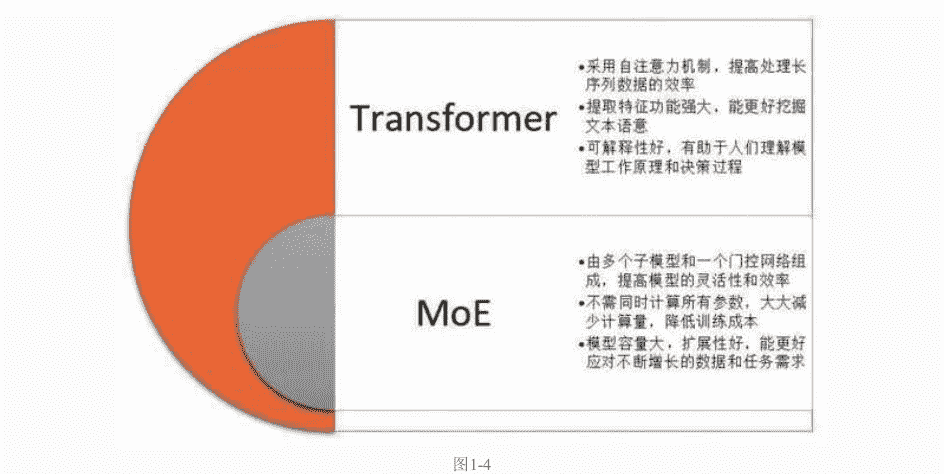 Transformer
•采用自注意力机制，提高处理长
序列数据的效率
•提取特征功能强大，能更好挖掘
文本语意
•可解释性好，有助于人们理解模
型工作原理和决策过程
MoE
•由多个子模型和一个门控网络组
成，提高模型的灵活性和效率
•不需同时计算所有参数，大大减
少计算量，降低训练成本
•模型容量大，扩展性好，能更好
应对不断增长的数据和任务需求
图1-4